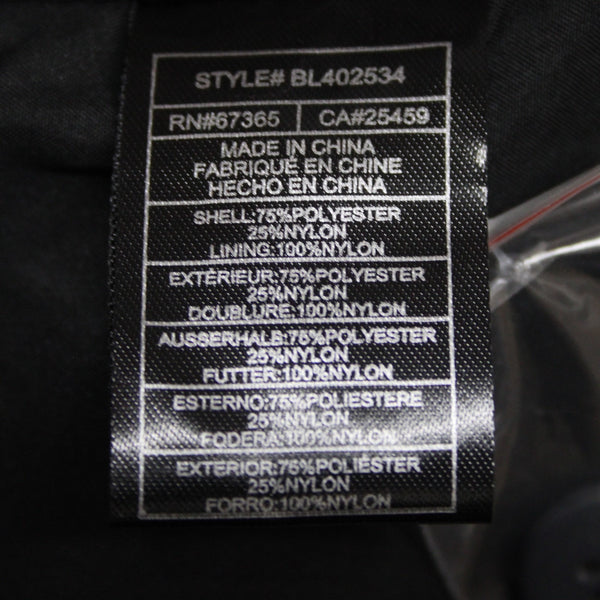 STYLE# BL402534
RN#67365 CA#25459
MADE IN CHINA
FABRIQUÉ EN CHINE
HECHO EN CHINA
SHELL:75%POLYESTER
25%NYLON
LINING:100%NYLON
EXTÉRIEUR:75%POLYESTER
25%NYLON
DOUBLURE:100%NYLON
AUSSERHALB:75%POLYESTER
25%NYLON
FUTTER:100%NYLON
ESTERNO:75%POLIESTERE
25%NYLON
FODERA:100%NYLON
EXTERIOR:75%POLIÉSTER
25%NYLON
FORRO:100%NYLON